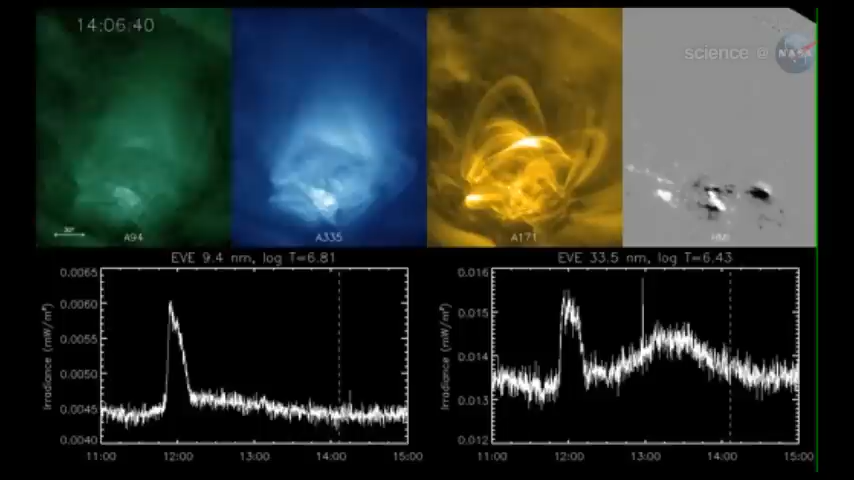 14:06:40
science @ NASA
30"
A94
A335
A171
HMI
EVE 9.4 nm, log T=6.81
EVE 33.5 nm, log T=6.43
Irradiance (mW/m²)
0.0065
0.0060
0.0055
0.0050
0.0045
0.0040
11:00 12:00 13:00 14:00 15:00
Irradiance (mW/m²)
0.016
0.015
0.014
0.013
0.012
11:00 12:00 13:00 14:00 15:00